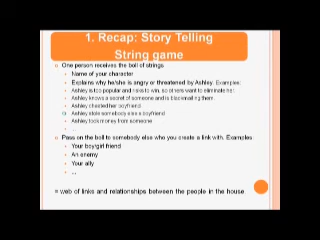 1. Recap: Story Telling
String game
One person receives the boll of strings
Name of your character
Explains why he/she is angry or threatened by Ashley. Examples:
Ashley is too popular and risks to win, so others want to eliminate her
Ashley knows a secret of someone and is blackmailing them.
Ashley cheated her boyfriend
Ashley stole somebody else's boyfriend
Ashley took money from someone
...
Pass on the boll to somebody else who you create a link with. Examples:
Your boy/girl friend
An enemy
Your ally
...
= web of links and relationships between the people in the house